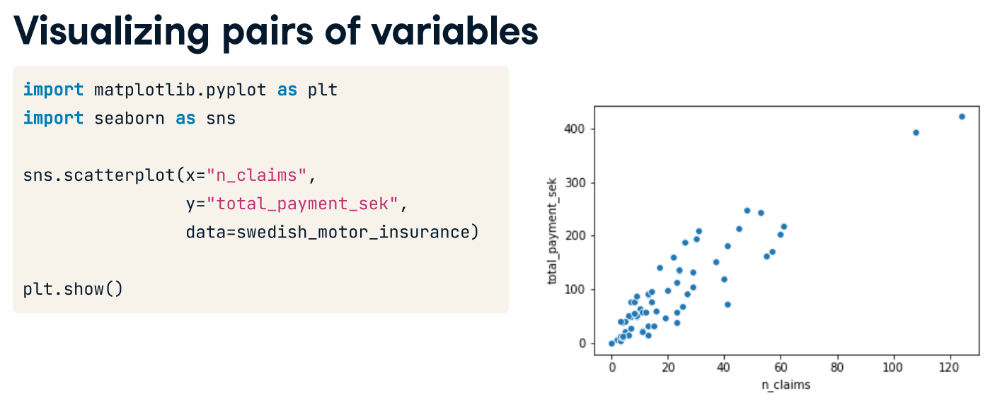 Visualizing pairs of variables
import matplotlib.pyplot as plt
import seaborn as sns
sns.scatterplot(x="n_claims",
y="total_payment_sek",
data=swedish_motor_insurance)
plt.show()
total_payment_sek
400
300
200
100
0
0 20 40 60 80 100 120
n_claims